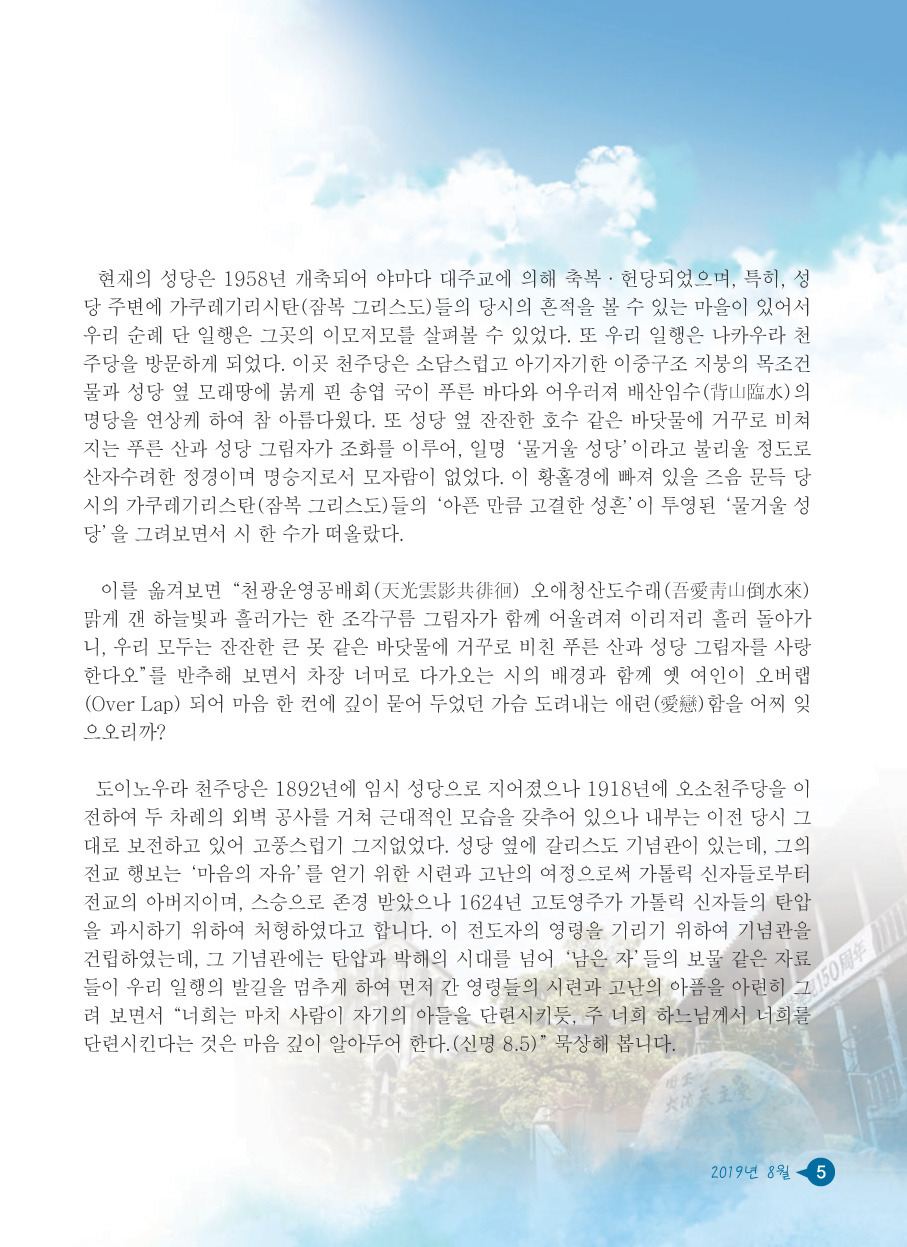 현재의 성당은 1958년 개축되어 야마다 대주교에 의해 축복 · 헌당되었으며, 특히, 성
당 주변에 가쿠레기리시탄(잠복 그리스도)들의 당시의 흔적을 볼 수 있는 마을이 있어서
우리 순례 단 일행은 그곳의 이모저모를 살펴볼 수 있었다. 또 우리 일행은 나카우라 천
주당을 방문하게 되었다. 이곳 천주당은 소담스럽고 아기자기한 이중구조 지붕의 목조건
물과 성당 옆 모래땅에 붉게 핀 송엽 국이 푸른 바다와 어우러져 배산임수(背山臨水)의
명당을 연상케 하여 참 아름다웠다. 또 성당 옆 잔잔한 호수 같은 바닷물에 거꾸로 비쳐
지는 푸른 산과 성당 그림자가 조화를 이루어, 일명 ‘물거울 성당’이라고 불리울 정도로
산자수려한 정경이며 명승지로서 모자람이 없었다. 이 황홀경에 빠져 있을 즈음 문득 당
시의 가쿠레기리스탄(잠복 그리스도)들의 ‘아픈 만큼 고결한 성혼’이 투영된 ‘물거울 성
당’을 그려보면서 시 한 수가 떠올랐다.
이를 옮겨보면 “천광운영공배회(天光雲影共徘徊) 오애청산도수래(吾愛靑山倒水來)
맑게 갠 하늘빛과 흘러가는 한 조각구름 그림자가 함께 어울려져 이리저리 흘러 돌아가
니, 우리 모두는 잔잔한 큰 못 같은 바닷물에 거꾸로 비친 푸른 산과 성당 그림자를 사랑
한다오”를 반추해 보면서 차장 너머로 다가오는 시의 배경과 함께 옛 여인이 오버랩
(Over Lap) 되어 마음 한 컨에 깊이 묻어 두었던 가슴 도려내는 애련(愛戀)함을 어찌 잊
으오리까?
도이노우라 천주당은 1892년에 임시 성당으로 지어졌으나 1918년에 오소천주당을 이
전하여 두 차례의 외벽 공사를 거쳐 근대적인 모습을 갖추어 있으나 내부는 이전 당시 그
대로 보전하고 있어 고풍스럽기 그지없었다. 성당 옆에 갈리스도 기념관이 있는데, 그의
전교 행보는 ‘마음의 자유’를 얻기 위한 시련과 고난의 여정으로써 가톨릭 신자들로부터
전교의 아버지이며, 스승으로 존경 받았으나 1624년 고토영주가 가톨릭 신자들의 탄압
을 과시하기 위하여 처형하였다고 합니다. 이 전도자의 영령을 기리기 위하여 기념관을
건립하였는데, 그 기념관에는 탄압과 박해의 시대를 넘어 ‘남은 자’들의 보물 같은 자료
들이 우리 일행의 발길을 멈추게 하여 먼저 간 영령들의 시련과 고난의 아픔을 아련히 그
려 보면서 “너희는 마치 사람이 자기의 아들을 단련시키듯, 주 너희 하느님께서 너희를
단련시킨다는 것은 마음 깊이 알아두어 한다.(신명 8.5)” 묵상해 봅니다.
150周年
天主堂
2019년 8월 5